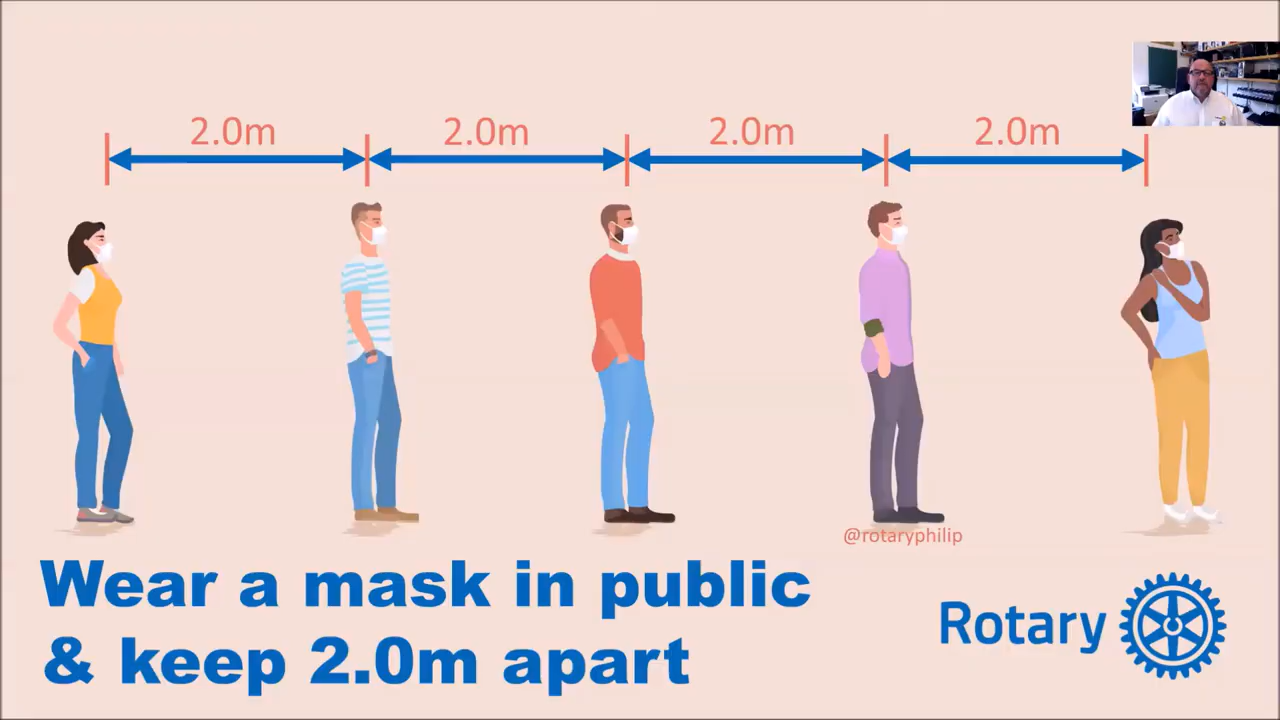 2.0m 2.0m 2.0m 2.0m
@rotaryphilip
Wear a mask in public
& keep 2.0m apart
Rotary